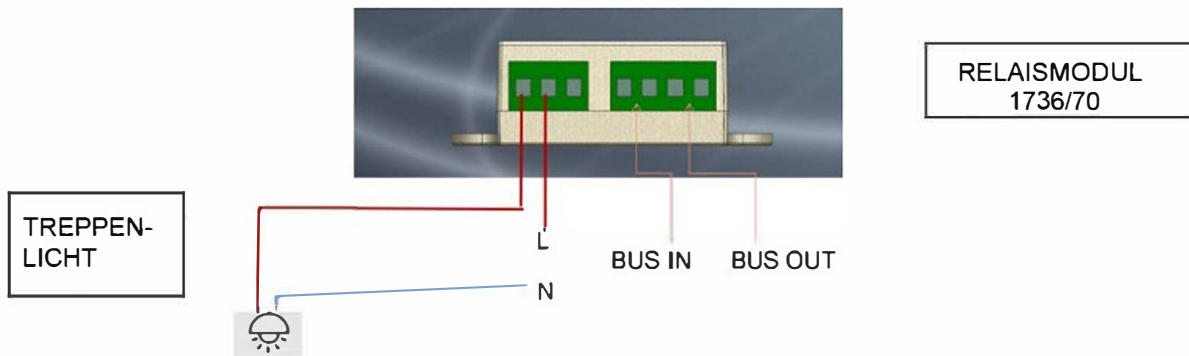 RELAISMODUL
1736/70
TREPPEN-
LICHT
L
N
BUS IN
BUS OUT